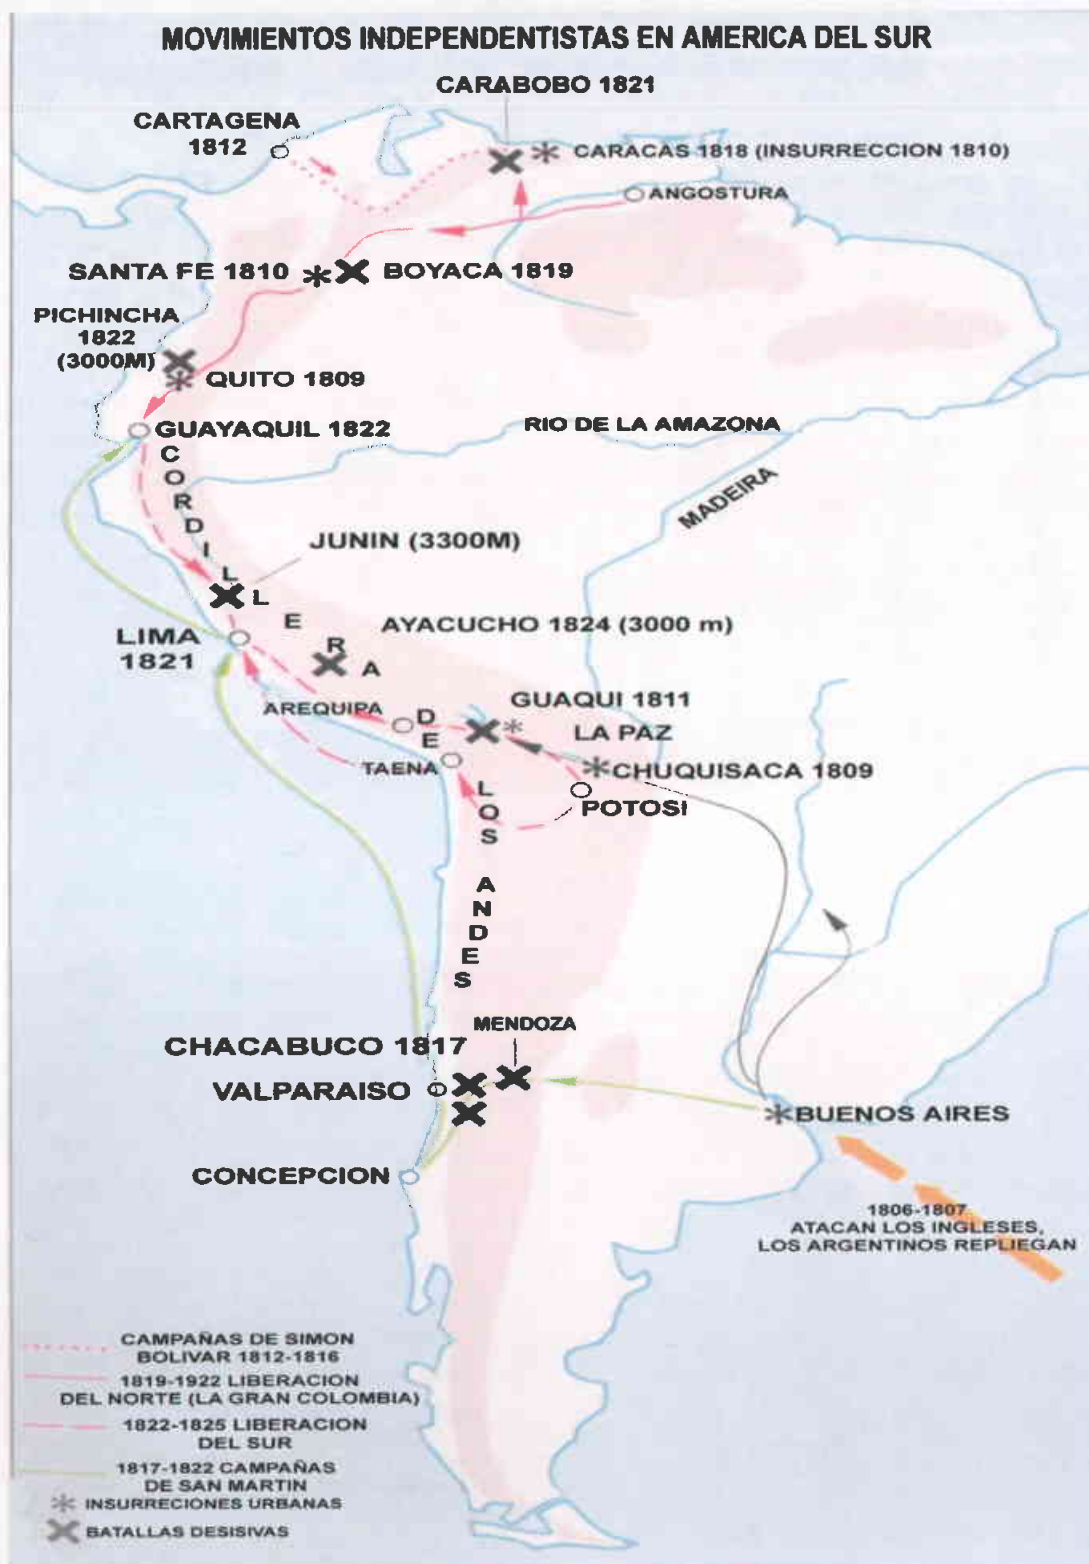 MOVIMIENTOS INDEPENDENTISTAS EN AMERICA DEL SUR
CARABOBO 1821
CARTAGENA
1812
CARACAS 1818 (INSURRECCION 1810)
ANGOSTURA
SANTA FE 1810
BOYACA 1819
PICHINCHA
1822
(3000M)
QUITO 1809
GUAYAQUIL 1822
RIO DE LA AMAZONA
MADEIRA
CORDILLERA DE LOS ANDES
JUNIN (3300M)
AYACUCHO 1824 (3000 m)
LIMA
1821
AREQUIPA
GUAQUI 1811
LA PAZ
TAENA
CHUQUISACA 1809
POTOSI
MENDOZA
CHACABUCO 1817
VALPARAISO
BUENOS AIRES
CONCEPCION
1806-1807
ATACAN LOS INGLESES,
LOS ARGENTINOS REPLIEGAN
CAMPAÑAS DE SIMON
BOLIVAR 1812-1816
1819-1922 LIBERACION
DEL NORTE (LA GRAN COLOMBIA)
1822-1825 LIBERACION
DEL SUR
1817-1822 CAMPAÑAS
DE SAN MARTIN
INSURRECIONES URBANAS
BATALLAS DESISIVAS